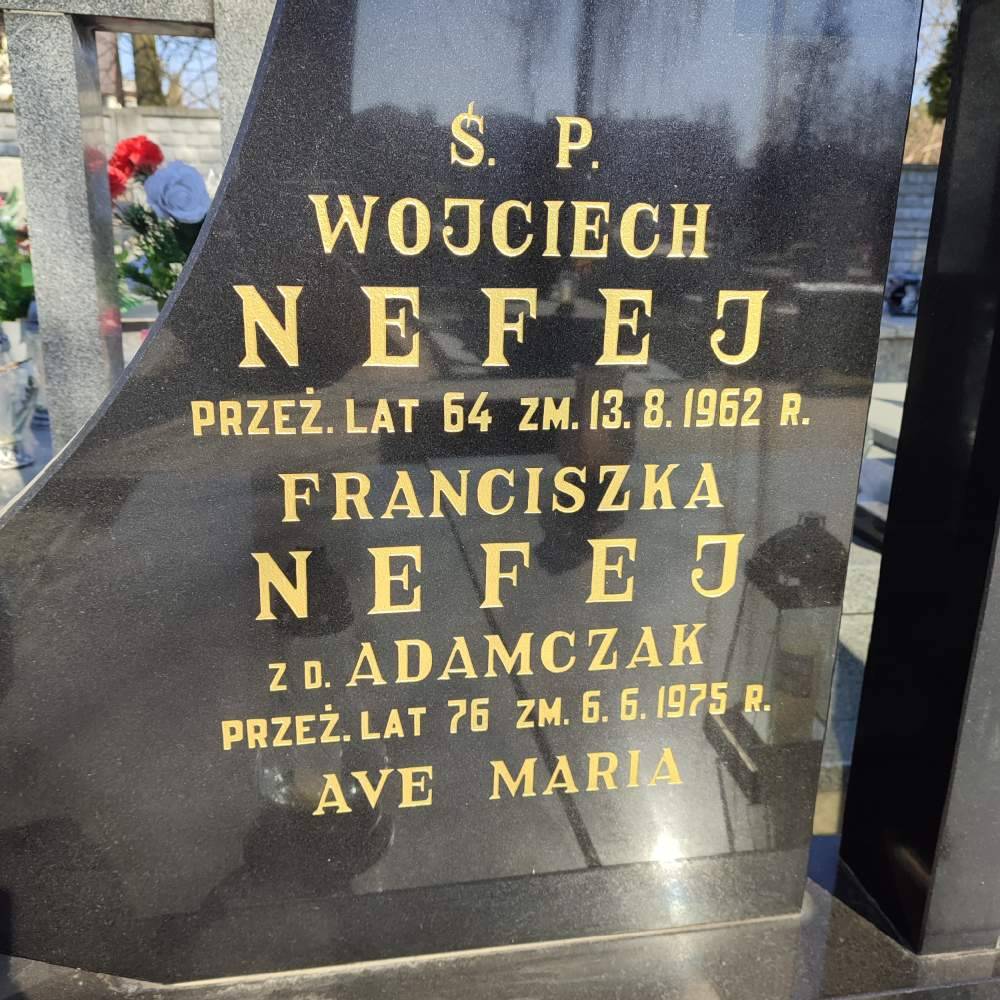 Ś. P.
WOJCIECH
NEFEJ
PRZEŻ. LAT 64 ZM. 13. 8. 1962 R.
FRANCISZKA
NEFEJ
Z D. ADAMCZAK
PRZEŻ. LAT 76 ZM. 6. 6. 1975 R.
AVE MARIA